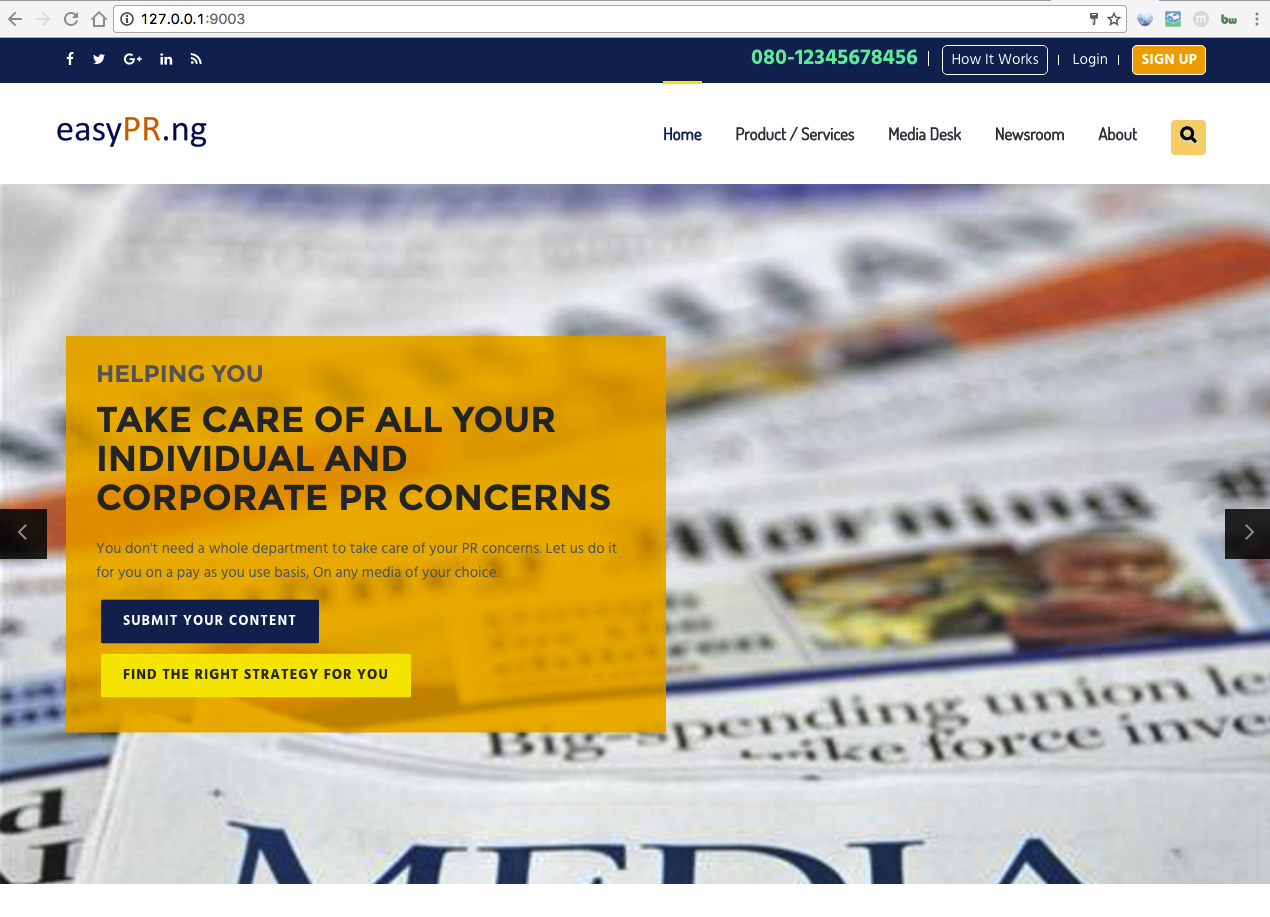 127.0.0.1:9003
080-12345678456 | How It Works | Login | SIGN UP
easyPR.ng
Home Product / Services Media Desk Newsroom About
HELPING YOU
TAKE CARE OF ALL YOUR
INDIVIDUAL AND
CORPORATE PR CONCERNS
You don't need a whole department to take care of your PR concerns. Let us do it
for you on a pay as you use basis, On any media of your choice.
SUBMIT YOUR CONTENT
FIND THE RIGHT STRATEGY FOR YOU
Morning
children
Big-spending union le
force inve
MEDIA